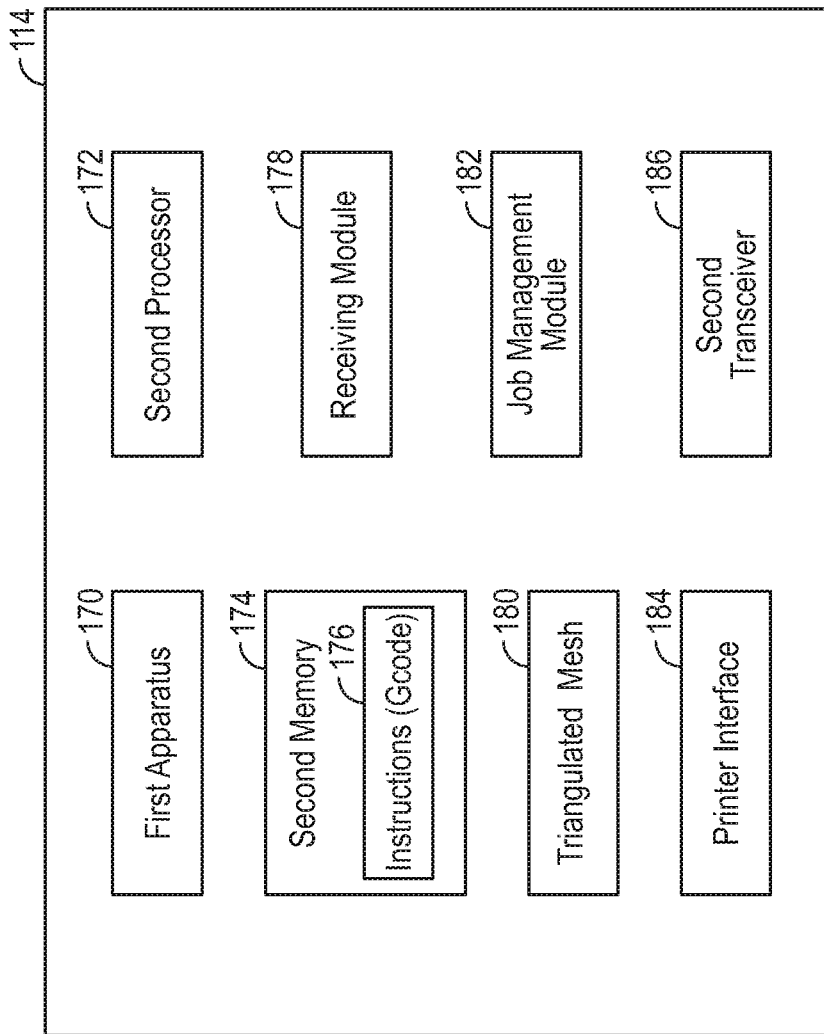 114
170
First Apparatus
172
Second Processor
174
Second Memory
176
Instructions (Gcode)
178
Receiving Module
180
Triangulated Mesh
182
Job Management
Module
184
Printer Interface
186
Second
Transceiver